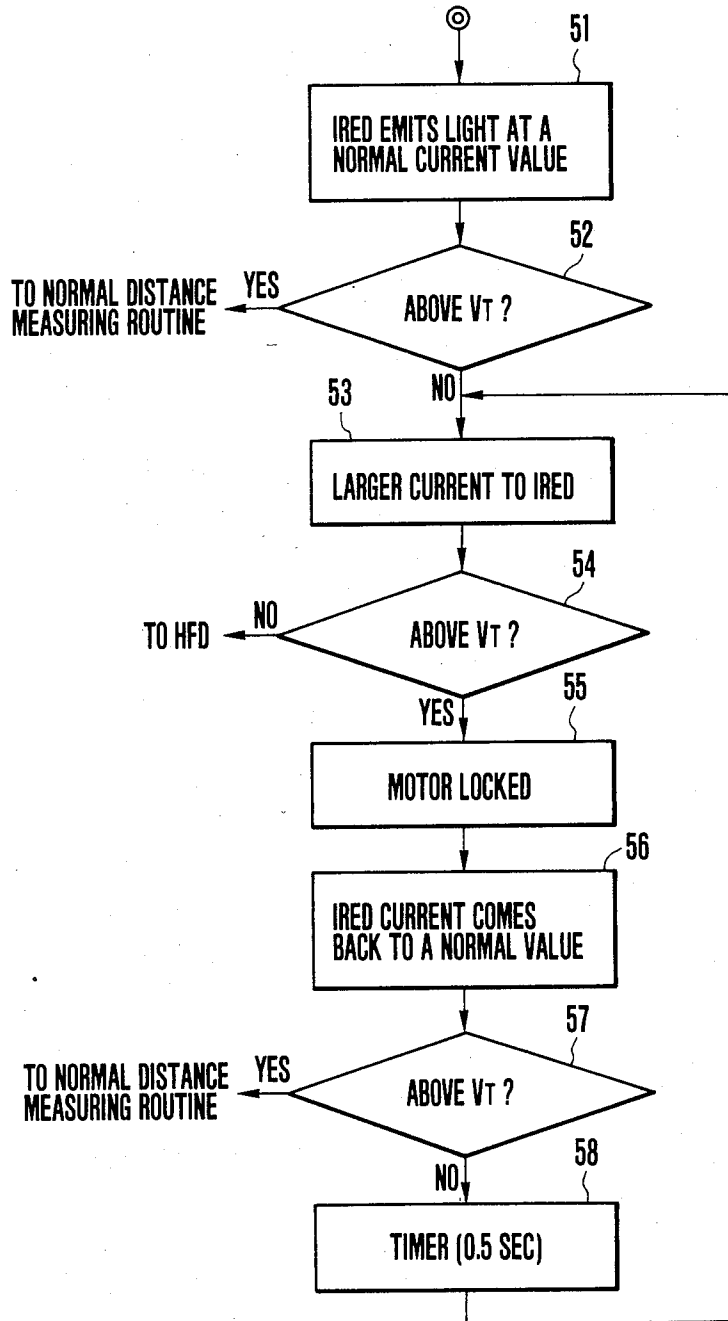 51
IRED EMITS LIGHT AT A
NORMAL CURRENT VALUE
52
TO NORMAL DISTANCE
MEASURING ROUTINE
YES
ABOVE VT ?
NO
53
LARGER CURRENT TO IRED
54
TO HFD
NO
ABOVE VT ?
YES
55
MOTOR LOCKED
56
IRED CURRENT COMES
BACK TO A NORMAL VALUE
57
TO NORMAL DISTANCE
MEASURING ROUTINE
YES
ABOVE VT ?
NO
58
TIMER (0.5 SEC)